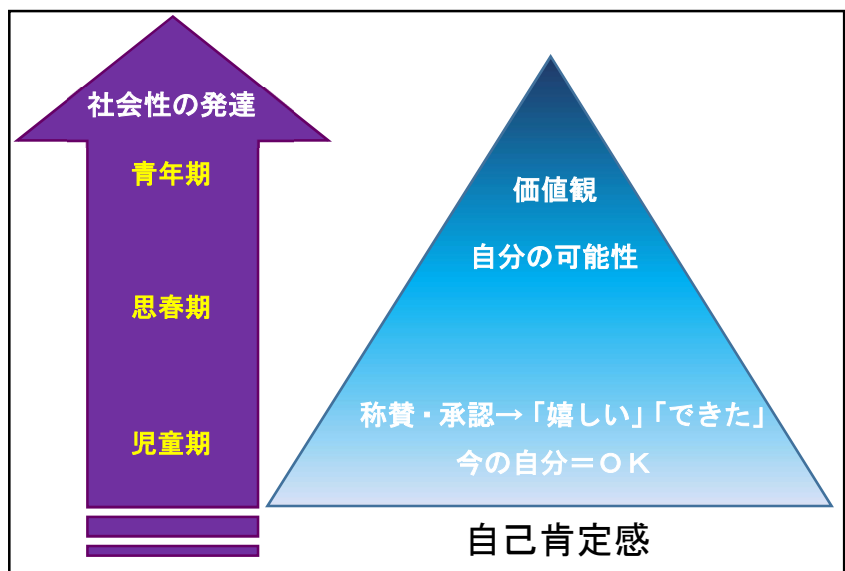 社会性の発達
青年期
思春期
児童期
価値観
自分の可能性
称賛・承認→「嬉しい」「できた」
今の自分＝ＯＫ
自己肯定感